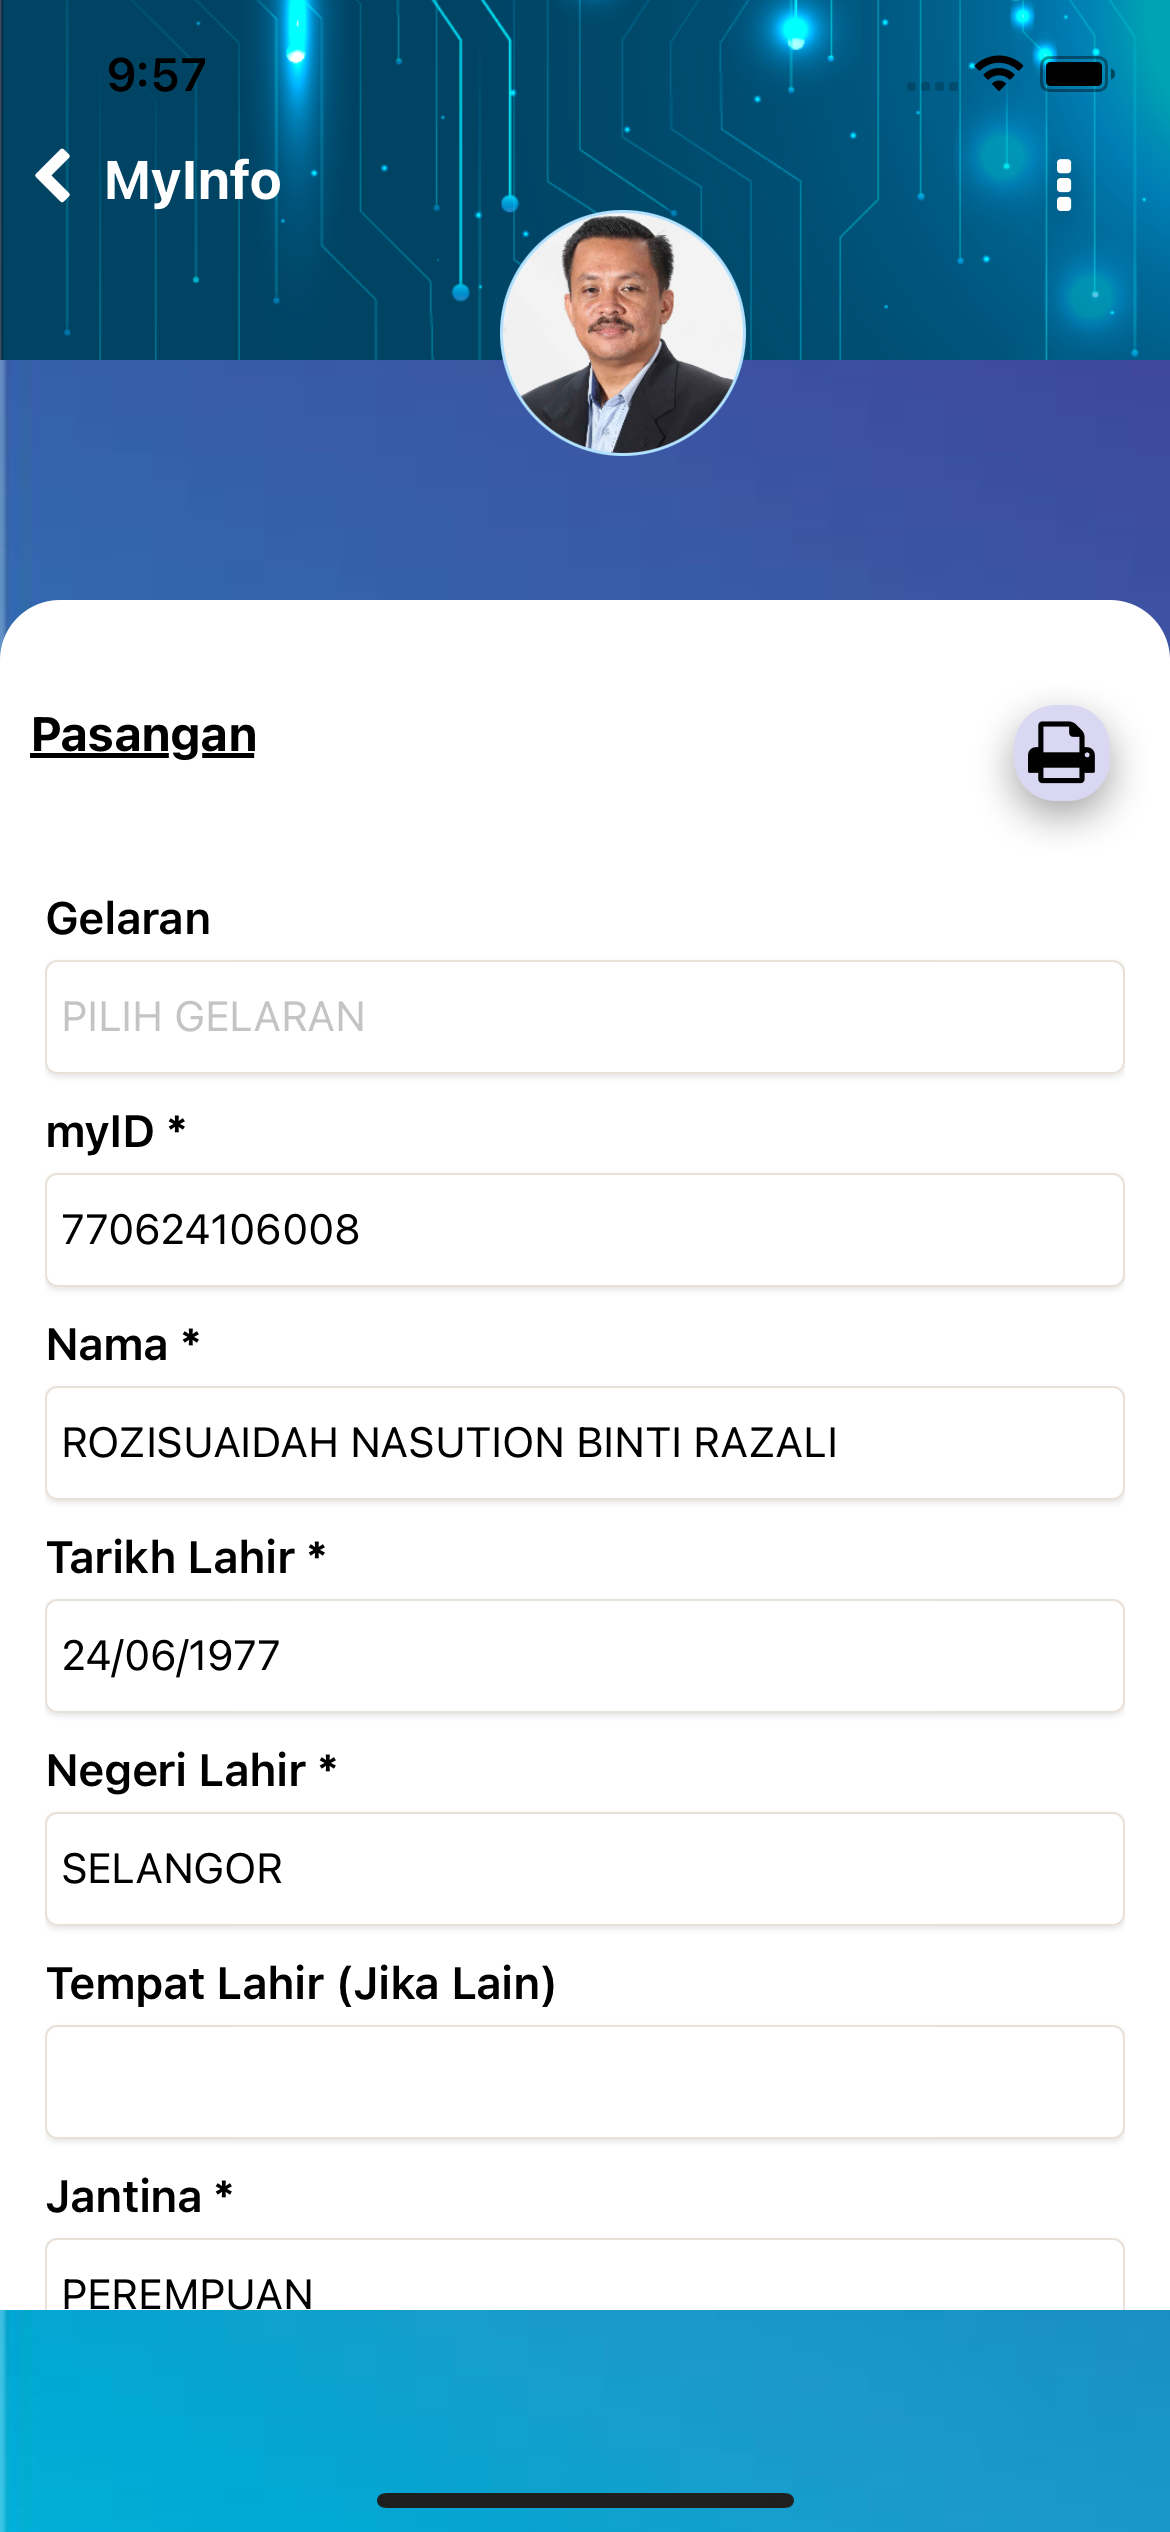 9:57
MyInfo
Pasangan
Gelaran
PILIH GELARAN
myID *
770624106008
Nama *
ROZISUAIDAH NASUTION BINTI RAZALI
Tarikh Lahir *
24/06/1977
Negeri Lahir *
SELANGOR
Tempat Lahir (Jika Lain)
Jantina *
PEREMPUAN